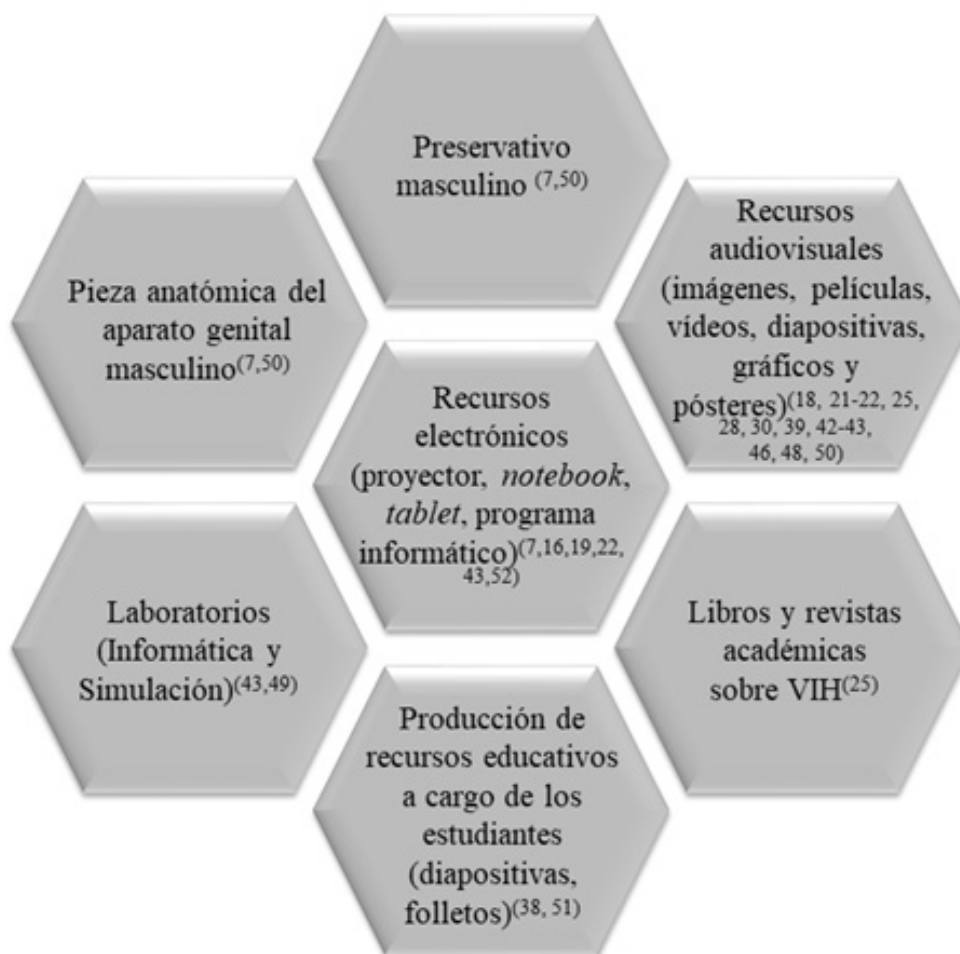 Preservativo
masculino (7,50)
Pieza anatómica del
aparato genital
masculino(7,50)
Recursos
audiovisuales
(imágenes, películas,
vídeos, diapositivas,
gráficos y
pósteres)(18, 21-22, 25,
28, 30, 39, 42-43,
46, 48, 50)
Recursos
electrónicos
(proyector, notebook,
tablet, programa
informático)(7,16,19,22,
43,52)
Laboratorios
(Informática y
Simulación)(43,49)
Libros y revistas
académicas
sobre VIH(25)
Producción de
recursos educativos
a cargo de los
estudiantes
(diapositivas,
folletos)(38, 51)